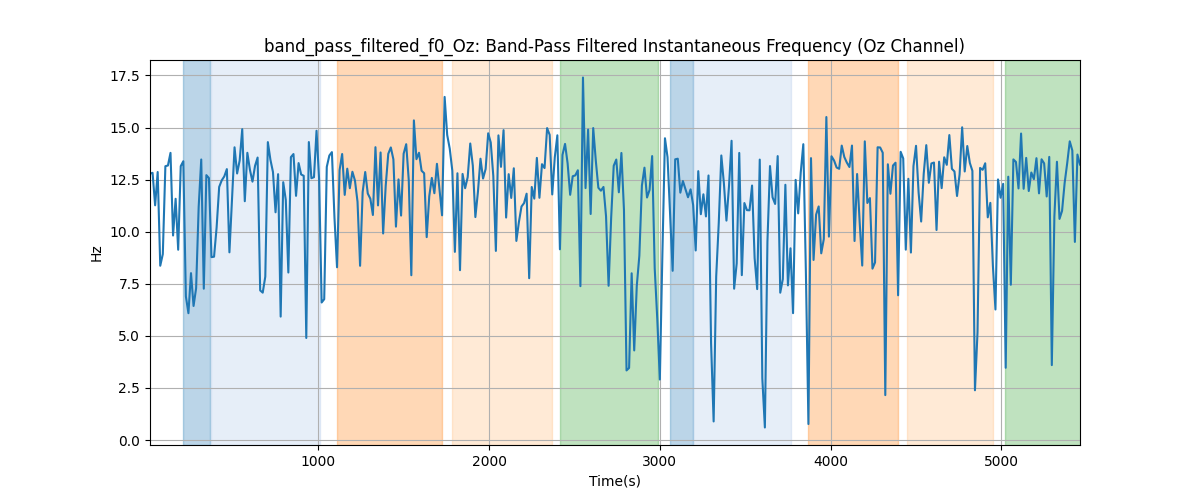 band_pass_filtered_f0_Oz: Band-Pass Filtered Instantaneous Frequency (Oz Channel)
17.5
15.0
12.5
10.0
7.5
5.0
2.5
0.0
Hz
1000 2000 3000 4000 5000
Time(s)